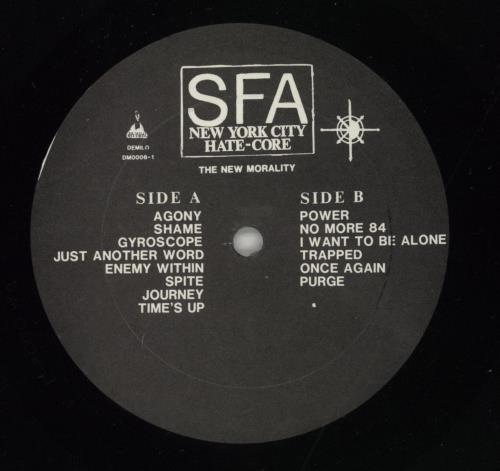 SFA
NEW YORK CITY
HATE-CORE
DEMILO
DM0006-1
THE NEW MORALITY
SIDE A
AGONY
SHAME
GYROSCOPE
JUST ANOTHER WORD
ENEMY WITHIN
SPITE
JOURNEY
TIME'S UP
SIDE B
POWER
NO MORE 84
I WANT TO BE ALONE
TRAPPED
ONCE AGAIN
PURGE